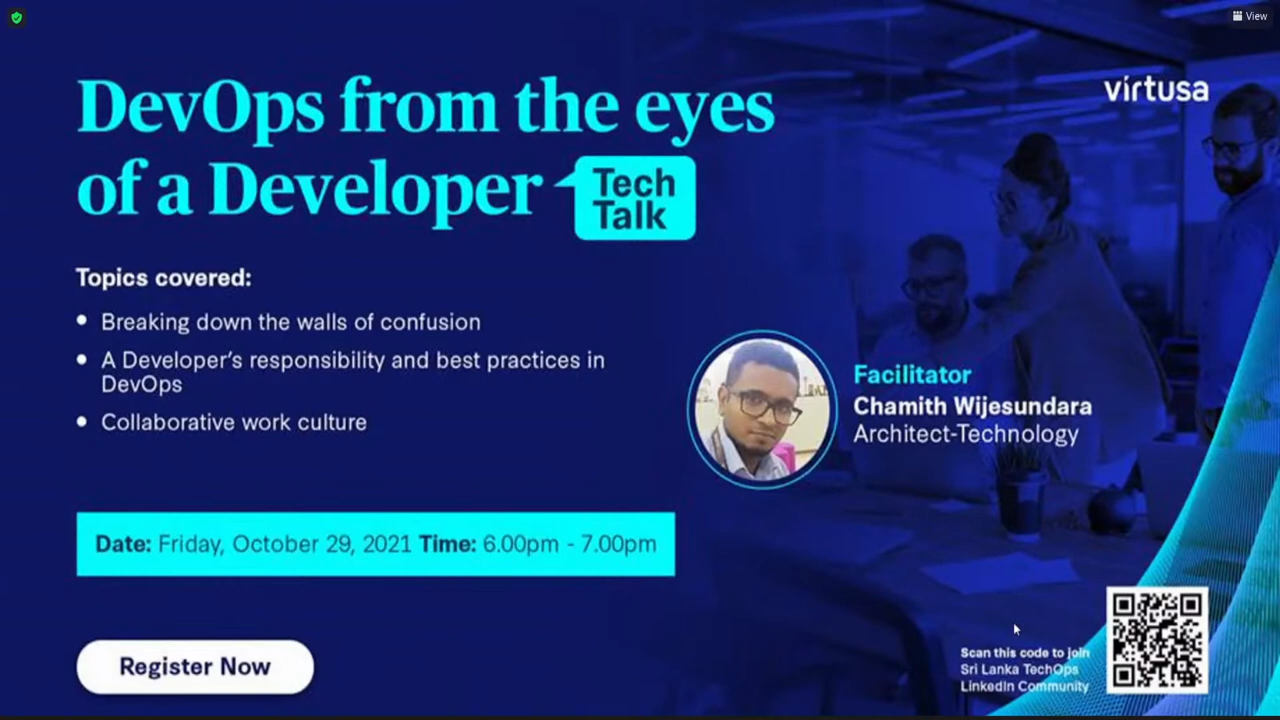 View
virtusa
DevOps from the eyes
of a Developer
Tech
Talk
Topics covered:
• Breaking down the walls of confusion
• A Developer's responsibility and best practices in
DevOps
• Collaborative work culture
Facilitator
Chamith Wijesundara
Architect-Technology
Date: Friday, October 29, 2021 Time: 6.00pm - 7.00pm
Register Now
Scan this code to join
Sri Lanka TechOps
LinkedIn Community